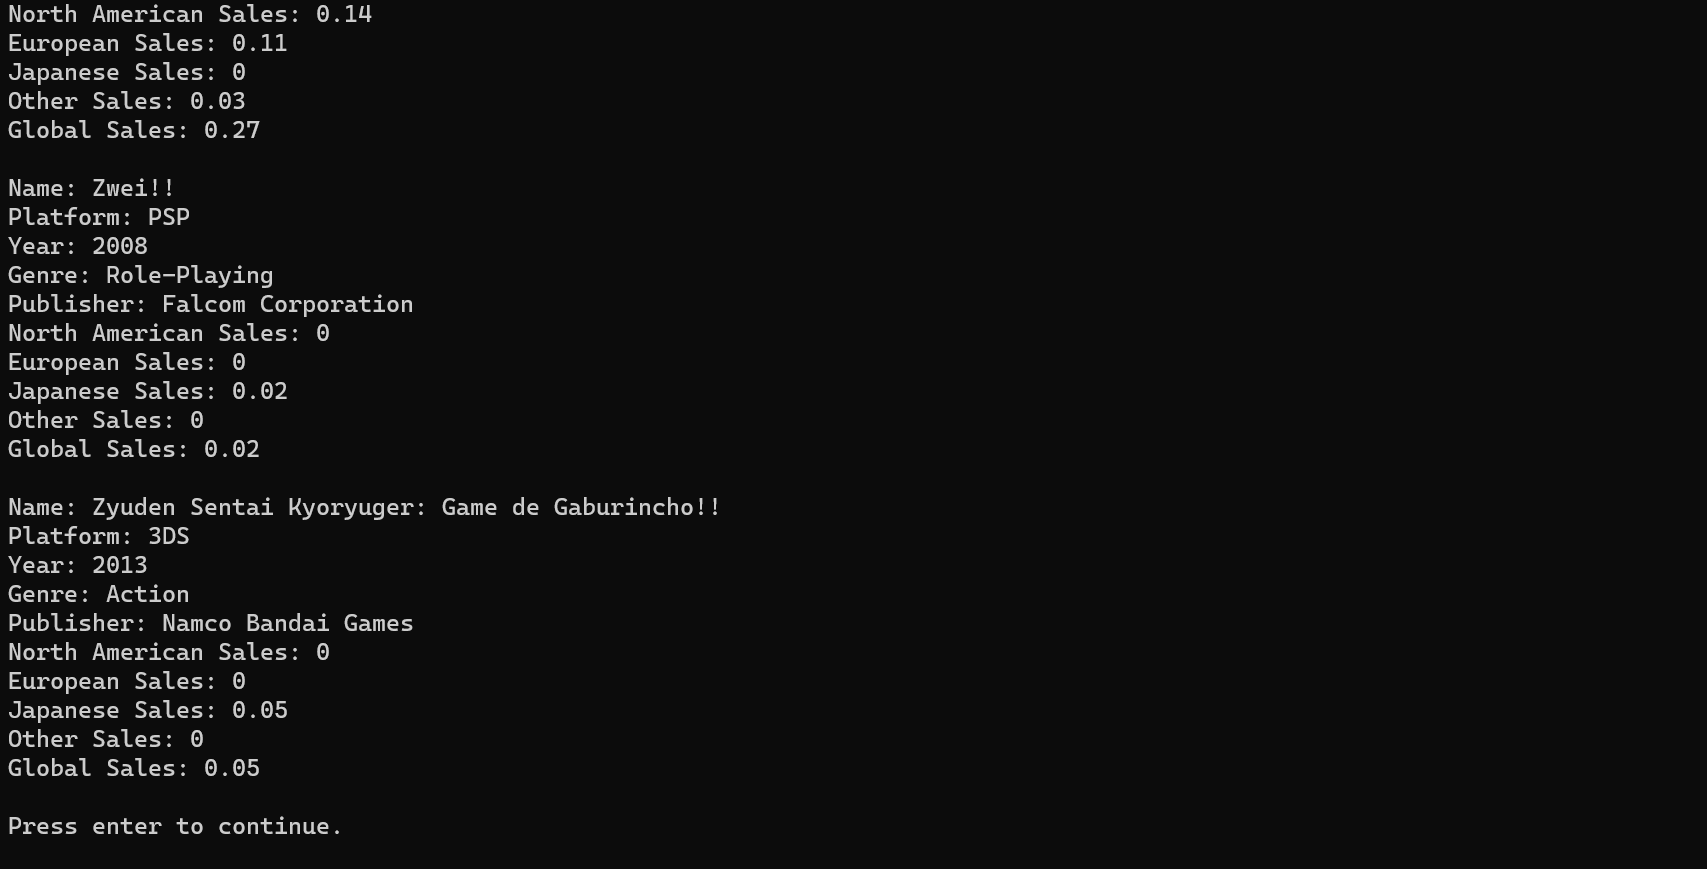 North American Sales: 0.14
European Sales: 0.11
Japanese Sales: 0
Other Sales: 0.03
Global Sales: 0.27
Name: Zwei!!
Platform: PSP
Year: 2008
Genre: Role-Playing
Publisher: Falcom Corporation
North American Sales: 0
European Sales: 0
Japanese Sales: 0.02
Other Sales: 0
Global Sales: 0.02
Name: Zyuden Sentai Kyoryuger: Game de Gaburincho!!
Platform: 3DS
Year: 2013
Genre: Action
Publisher: Namco Bandai Games
North American Sales: 0
European Sales: 0
Japanese Sales: 0.05
Other Sales: 0
Global Sales: 0.05
Press enter to continue.